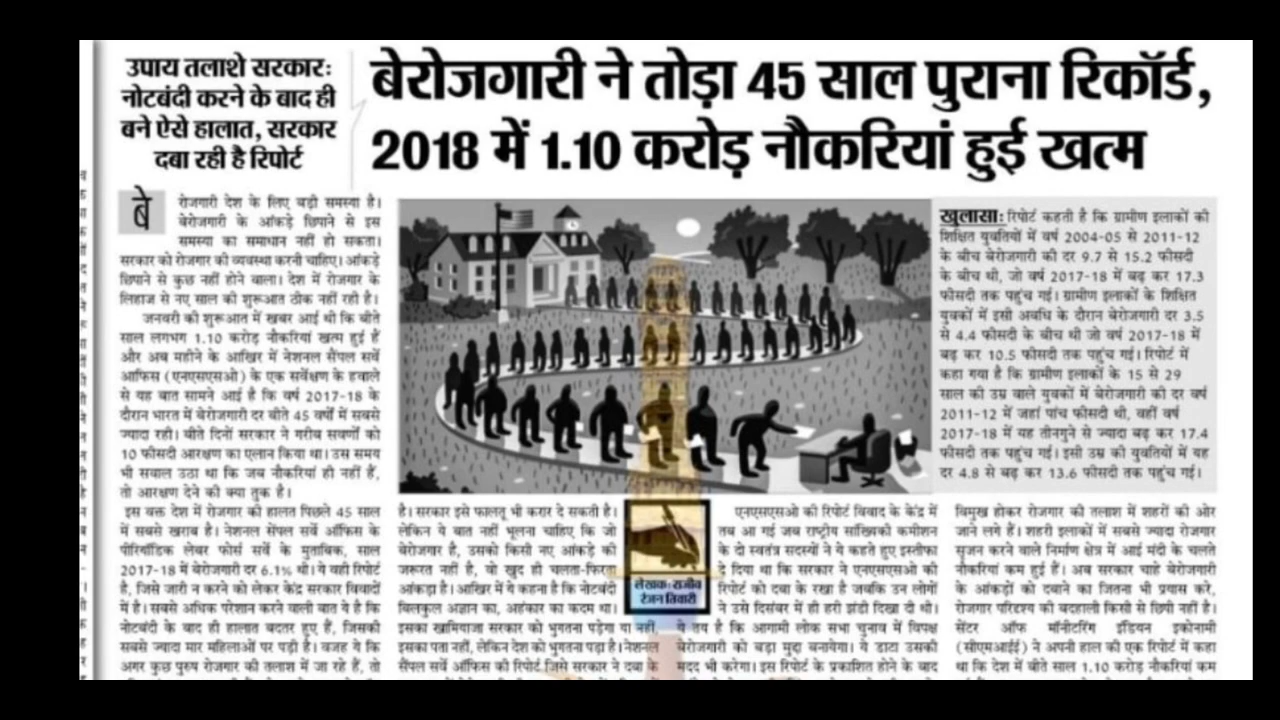 उपाय तलाशे सरकार:
नोटबंदी करने के बाद ही
बने ऐसे हालात, सरकार
दबा रही है रिपोर्ट
बेरोजगारी ने तोड़ा 45 साल पुराना रिकॉर्ड,
2018 में 1.10 करोड़ नौकरियां हुई खत्म
बे
रोजगारी देश के लिए बड़ी समस्या है।
बेरोजगारी के आंकड़े छिपाने से इस
समस्या का समाधान नहीं हो सकता।
सरकार को रोजगार की व्यवस्था करनी चाहिए। आंकड़े
छिपाने से कुछ नहीं होने वाला। देश में रोजगार के
लिहाज से नए साल की शुरूआत ठीक नहीं रही है।
जनवरी की शुरूआत में खबर आई थी कि बीते
साल लगभग 1.10 करोड़ नौकरियां खत्म हुई हैं
और अब महीने के आखिर में नेशनल सैंपल सर्वे
आफिस (एनएसएसओ) के एक सर्वेक्षण के हवाले
से यह बात सामने आई है कि वर्ष 2017-18 के
दौरान भारत में बेरोजगारी दर बीते 45 वर्षों में सबसे
ज्यादा रही। बीते दिनों सरकार ने गरीब सवर्णों को
10 फीसदी आरक्षण का एलान किया था। उस समय
भी सवाल उठा था कि जब नौकरियां ही नहीं हैं,
तो आरक्षण देने की क्या तुक है।
इस वक्त देश में रोजगार की हालत पिछले 45 साल
में सबसे खराब है। नेशनल सेंपल सर्वे ऑफिस के
पीरियॉडिक लेबर फोर्स सर्वे के मुताबिक, साल
2017-18 में बेरोजगारी दर 6.1% थी। ये वही रिपोर्ट
है, जिसे जारी न करने को लेकर केंद्र सरकार विवादों
में है। सबसे अधिक परेशान करने वाली बात ये है कि
नोटबंदी के बाद ही हालात बदतर हुए हैं, जिसकी
सबसे ज्यादा मार महिलाओं पर पड़ी है। वजह ये कि
अगर कुछ पुरुष रोजगार की तलाश में जा रहे हैं, तो
है। सरकार इसे फालतू भी करार दे सकती है।
लेकिन ये बात नहीं भूलना चाहिए कि जो
बेरोजगार है, उसको किसी नए आंकड़े की
जरूरत नहीं है, वो खुद ही चलता-फिरता
आंकड़ा है। आखिर में ये कहना है कि नोटबंदी
बिलकुल अज्ञान का, अहंकार का कदम था।
इसका खामियाजा सरकार को भुगतना पड़ेगा या नहीं,
इसका पता नहीं, लेकिन देश को भुगतना पड़ा है। नेशनल
सैंपल सर्वे ऑफिस की रिपोर्ट जिसे सरकार ने दबा के
लेखक: राजीव
रंजन तिवारी
एनएसएसओ की रिपोर्ट विवाद के केंद्र में
तब आ गई जब राष्ट्रीय सांख्यिकी कमीशन
के दो स्वतंत्र सदस्यों ने ये कहते हुए इस्तीफा
दे दिया था कि सरकार ने एनएसएसओ की
रिपोर्ट को दबा के रखा है जबकि उन लोगों
ने उसे दिसंबर में ही हरी झंडी दिखा दी थी।
ये तय है कि आगामी लोक सभा चुनाव में विपक्ष
बेरोजगारी को बड़ा मुद्दा बनायेगा। ये डाटा उसकी
मदद भी करेगा। इस रिपोर्ट के प्रकाशित होने के बाद
खुलासा: रिपोर्ट कहती है कि ग्रामीण इलाकों की
शिक्षित युवतियों में वर्ष 2004-05 से 2011-12
के बीच बेरोजगारी की दर 9.7 से 15.2 फीसदी
के बीच थी, जो वर्ष 2017-18 में बढ़ कर 17.3
फीसदी तक पहुंच गई। ग्रामीण इलाकों के शिक्षित
युवकों में इसी अवधि के दौरान बेरोजगारी दर 3.5
से 4.4 फीसदी के बीच थी जो वर्ष 2017-18 में
बढ़ कर 10.5 फीसदी तक पहुंच गई। रिपोर्ट में
कहा गया है कि ग्रामीण इलाकों के 15 से 29
साल की उम्र वाले युवकों में बेरोजगारी की दर वर्ष
2011-12 में जहां पांच फीसदी थी, वहीं वर्ष
2017-18 में यह तीनगुने से ज्यादा बढ़ कर 17.4
फीसदी तक पहुंच गई। इसी उम्र की युवतियों में यह
दर 4.8 से बढ़ कर 13.6 फीसदी तक पहुंच गई।
विमुख होकर रोजगार की तलाश में शहरों की ओर
जाने लगे हैं। शहरी इलाकों में सबसे ज्यादा रोजगार
सृजन करने वाले निर्माण क्षेत्र में आई मंदी के चलते
नौकरियां कम हुई हैं। अब सरकार चाहे बेरोजगारी
के आंकड़ों को दबाने का जितना भी प्रयास करे,
रोजगार परिदृश्य की बदहाली किसी से छिपी नहीं है।
सेंटर ऑफ मॉनीटरिंग इंडियन इकोनामी
(सीएमआईई) ने अपनी हाल की एक रिपोर्ट में कहा
था कि देश में बीते साल 1.10 करोड़ नौकरियां कम